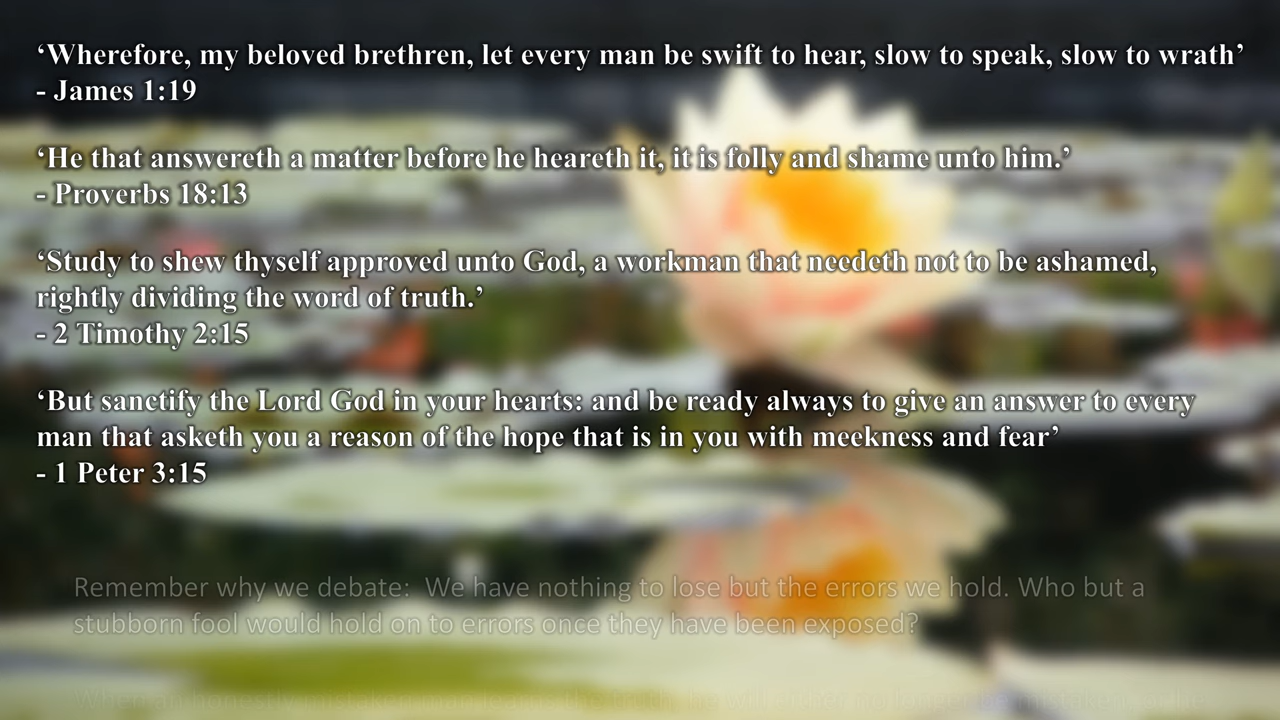 ‘Wherefore, my beloved brethren, let every man be swift to hear, slow to speak, slow to wrath’
- James 1:19
‘He that answereth a matter before he heareth it, it is folly and shame unto him.’
- Proverbs 18:13
‘Study to shew thyself approved unto God, a workman that needeth not to be ashamed,
rightly dividing the word of truth.’
- 2 Timothy 2:15
‘But sanctify the Lord God in your hearts: and be ready always to give an answer to every
man that asketh you a reason of the hope that is in you with meekness and fear’
- 1 Peter 3:15
Remember why we debate:  We have nothing to lose but the errors we hold. Who but a
stubborn fool would hold on to errors once they have been exposed?
When an honestly mistaken man